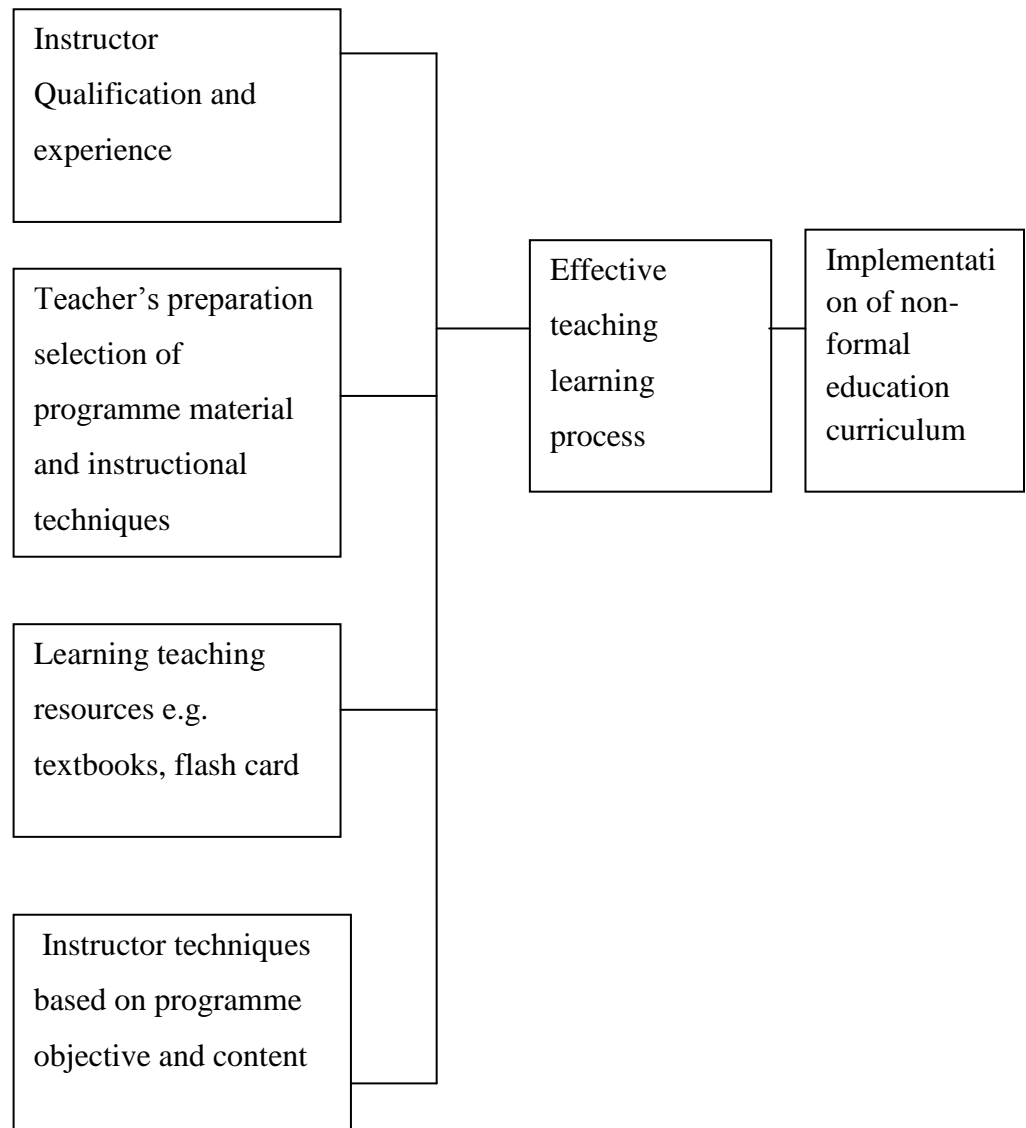 Instructor
Qualification and
experience
Teacher’s preparation
selection of
programme material
and instructional
techniques
Learning teaching
resources e.g.
textbooks, flash card
Instructor techniques
based on programme
objective and content
Effective
teaching
learning
process
Implementati
on of non-
formal
education
curriculum